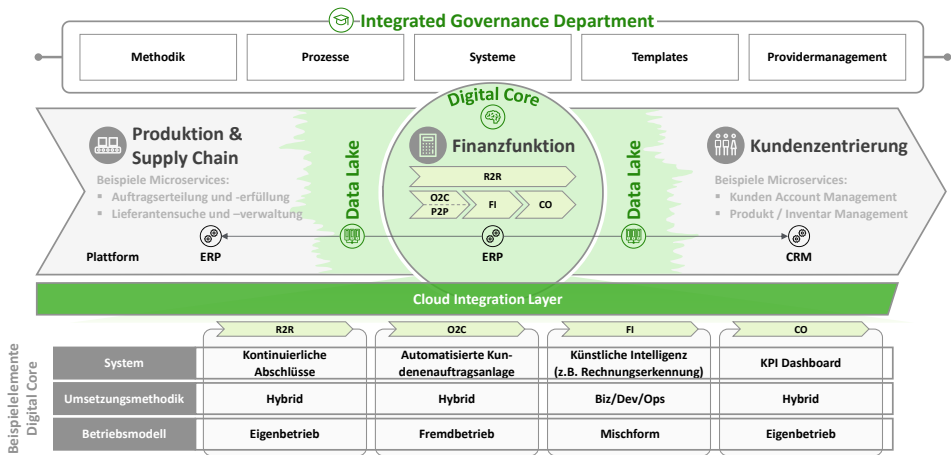 Integrated Governance Department
Methodik
Prozesse
Systeme
Templates
Providermanagement
Digital Core
Produktion &
Supply Chain
Beispiele Microservices:
Auftragserteilung und -erfüllung
Lieferantensuche und –verwaltung
Data Lake
Finanzfunktion
R2R
O2C
P2P
FI
CO
Data Lake
Kundenzentrierung
Beispiele Microservices:
Kunden Account Management
Produkt / Inventar Management
Plattform
ERP
ERP
CRM
Cloud Integration Layer
Beispielelemente
Digital Core
R2R
O2C
FI
CO
System
Kontinuierliche
Abschlüsse
Automatisierte Kun-
denenauftragsanlage
Künstliche Intelligenz
(z.B. Rechnungserkennung)
KPI Dashboard
Umsetzungsmethodik
Hybrid
Hybrid
Biz/Dev/Ops
Hybrid
Betriebsmodell
Eigenbetrieb
Fremdbetrieb
Mischform
Eigenbetrieb